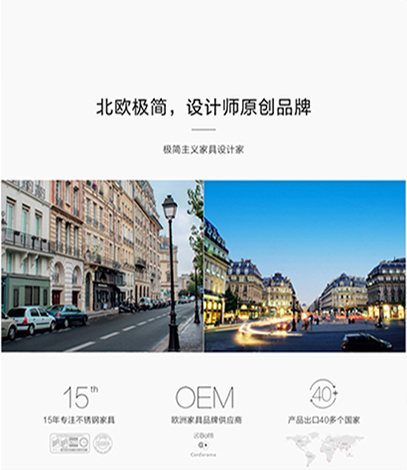 北欧极简，设计师原创品牌
极简主义家具设计家
15th
OEM
40+
15年专注不锈钢家具
欧洲家具品牌供应商
产品出口40多个国家
Conforama